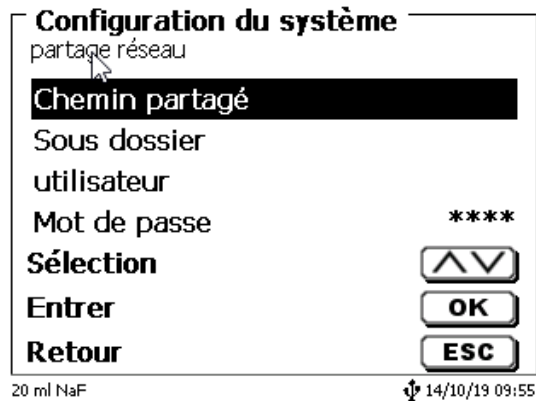 Configuration du système
partage réseau
Chemin partagé
Sous dossier
utilisateur
Mot de passe ****
Sélection
Entrer OK
Retour ESC
20 ml NaF 14/10/19 09:55